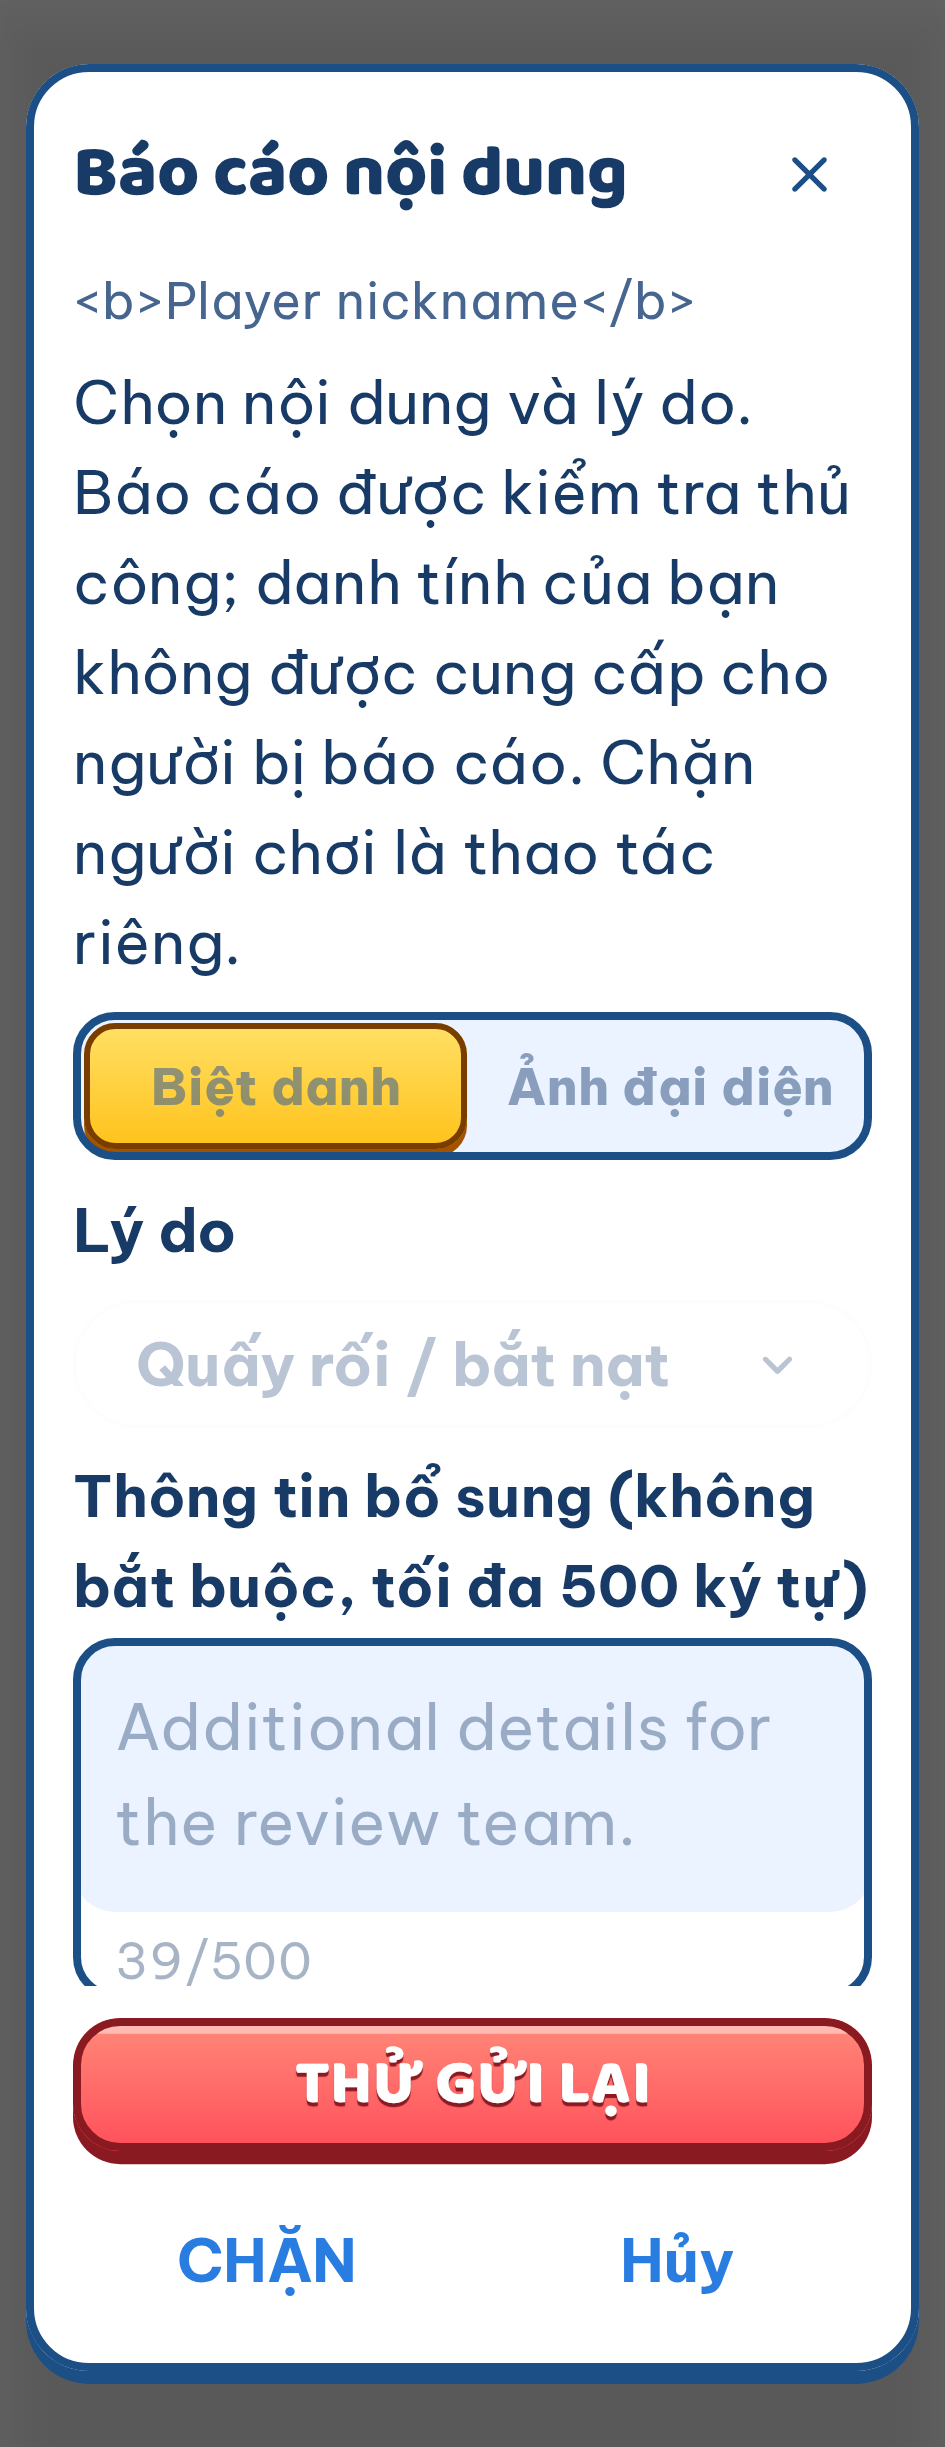 Báo cáo nội dung
<b>Player nickname</b>
Chọn nội dung và lý do.
Báo cáo được kiểm tra thủ
công; danh tính của bạn
không được cung cấp cho
người bị báo cáo. Chặn
người chơi là thao tác
riêng.
Biệt danh
Ảnh đại diện
Lý do
Quấy rối / bắt nạt
Thông tin bổ sung (không
bắt buộc, tối đa 500 ký tự)
Additional details for
the review team.
39/500
THỬ GỬI LẠI
CHẶN
Hủy